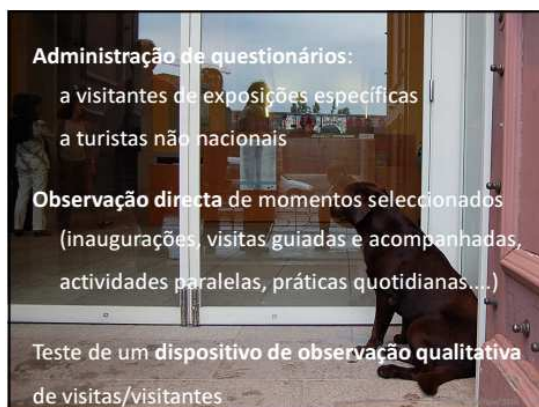 Administração de questionários:
a visitantes de exposições específicas
a turistas não nacionais
Observação directa de momentos seleccionados
(inaugurações, visitas guiadas e acompanhadas,
actividades paralelas, práticas quotidianas....)
Teste de um dispositivo de observação qualitativa
de visitas/visitantes